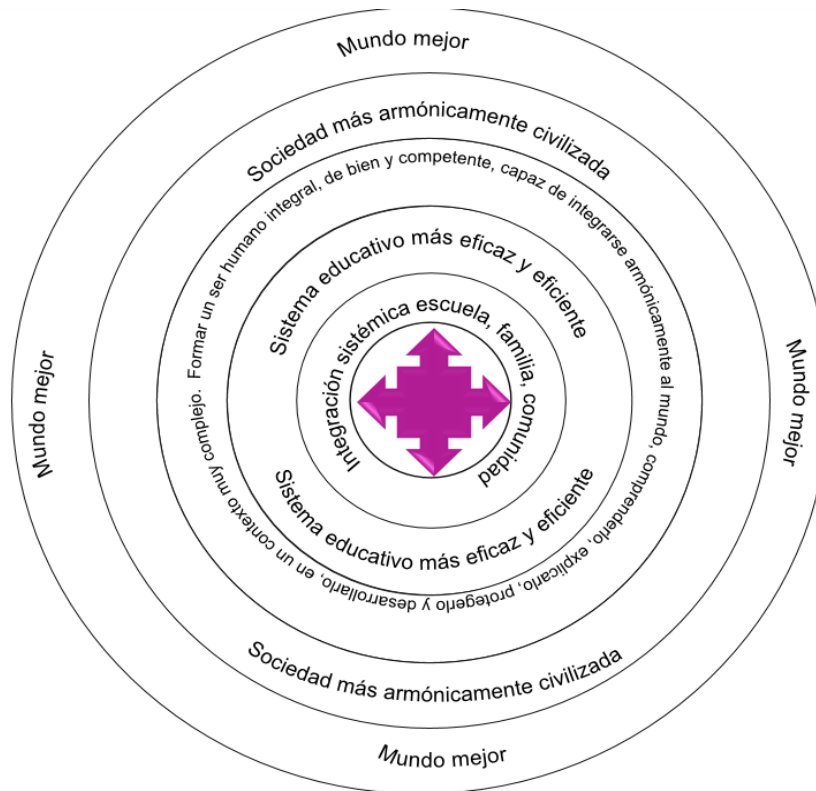 Mundo mejor
Sociedad más armónicamente civilizada
Formar un ser humano integral, de bien y competente, capaz de integrarse armónicamente al mundo, comprenderlo, explicarlo, protegerlo y desarrollarlo, en un contexto muy complejo.
Sistema educativo más eficaz y eficiente
Integración sistémica escuela, familia, comunidad
Mundo mejor
Mundo mejor
Sistema educativo más eficaz y eficiente
Sociedad más armónicamente civilizada
Mundo mejor